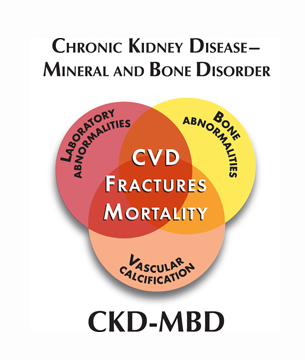 CHRONIC KIDNEY DISEASE–
MINERAL AND BONE DISORDER
LABORATORY
ABNORMALITIES
BONE
ABNORMALITIES
CVD
FRACTURES
MORTALITY
VASCULAR
CALCIFICATION
CKD-MBD